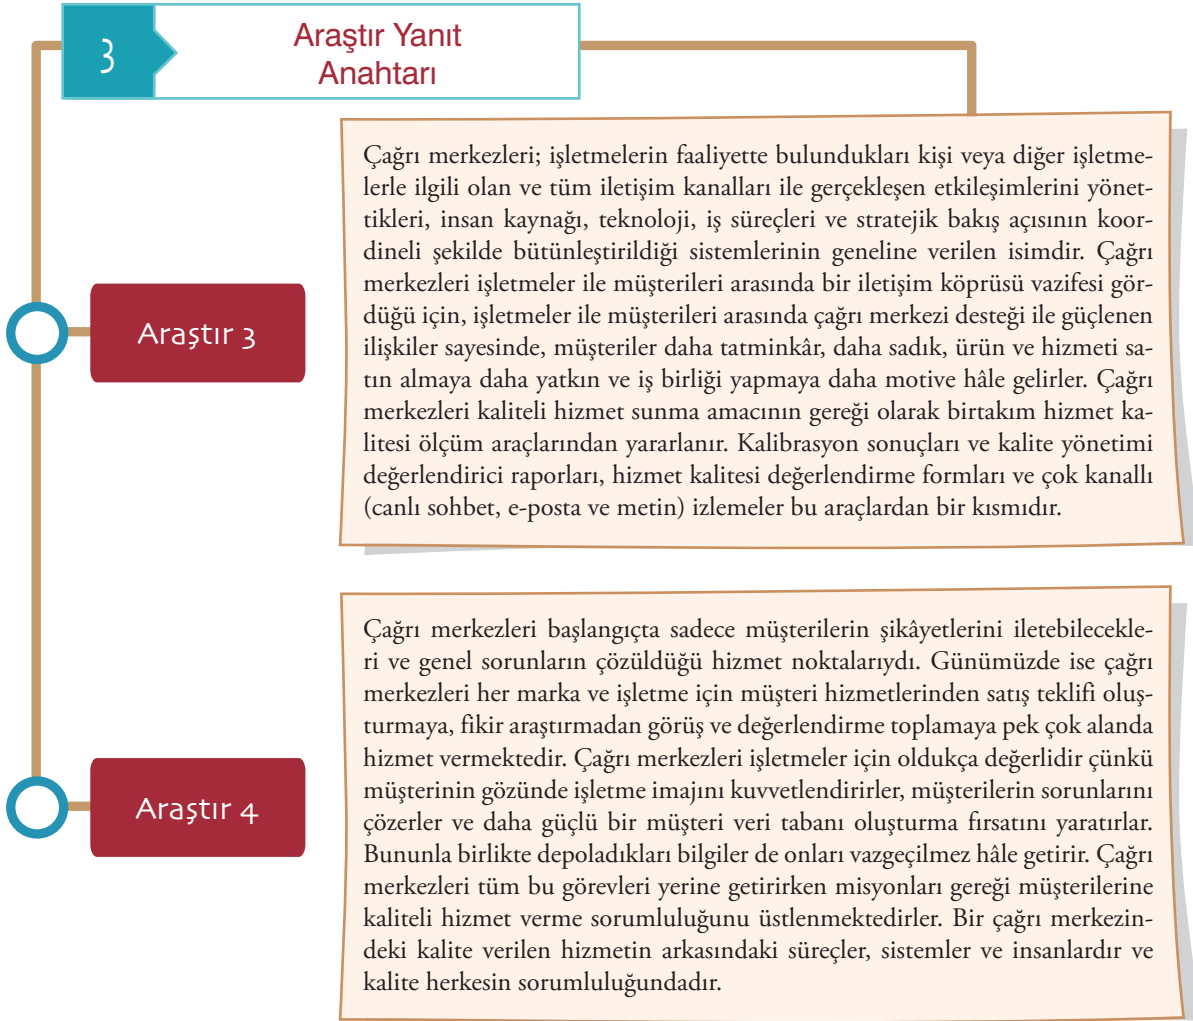 3
Araştır Yanıt
Anahtarı
Araştır 3
Çağrı merkezleri; işletmelerin faaliyette bulundukları kişi veya diğer işletme-
lerle ilgili olan ve tüm iletişim kanalları ile gerçekleşen etkileşimlerini yönet-
tikleri, insan kaynağı, teknoloji, iş süreçleri ve stratejik bakış açısının koor-
dineli şekilde bütünleştirildiği sistemlerinin geneline verilen isimdir. Çağrı
merkezleri işletmeler ile müşterileri arasında bir iletişim köprüsü vazifesi gör-
düğü için, işletmeler ile müşterileri arasında çağrı merkezi desteği ile güçlenen
ilişkiler sayesinde, müşteriler daha tatminkâr, daha sadık, ürün ve hizmeti sa-
tın almaya daha yatkın ve iş birliği yapmaya daha motive hâle gelirler. Çağrı
merkezleri kaliteli hizmet sunma amacının gereği olarak birtakım hizmet ka-
litesi ölçüm araçlarından yararlanır. Kalibrasyon sonuçları ve kalite yönetimi
değerlendirici raporları, hizmet kalitesi değerlendirme formları ve çok kanallı
(canlı sohbet, e-posta ve metin) izlemeler bu araçlardan bir kısmıdır.
Araştır 4
Çağrı merkezleri başlangıçta sadece müşterilerin şikâyetlerini iletebilecekle-
ri ve genel sorunların çözüldüğü hizmet noktalarıydı. Günümüzde ise çağrı
merkezleri her marka ve işletme için müşteri hizmetlerinden satış teklifi oluş-
turmaya, fikir araştırmadan görüş ve değerlendirme toplamaya pek çok alanda
hizmet vermektedir. Çağrı merkezleri işletmeler için oldukça değerlidir çünkü
müşterinin gözünde işletme imajını kuvvetlendirirler, müşterilerin sorunlarını
çözerler ve daha güçlü bir müşteri veri tabanı oluşturma fırsatını yaratırlar.
Bununla birlikte depoladıkları bilgiler de onları vazgeçilmez hâle getirir. Çağrı
merkezleri tüm bu görevleri yerine getirirken misyonları gereği müşterilerine
kaliteli hizmet verme sorumluluğunu üstlenmektedirler. Bir çağrı merkezin-
deki kalite verilen hizmetin arkasındaki süreçler, sistemler ve insanlardır ve
kalite herkesin sorumluluğundadır.